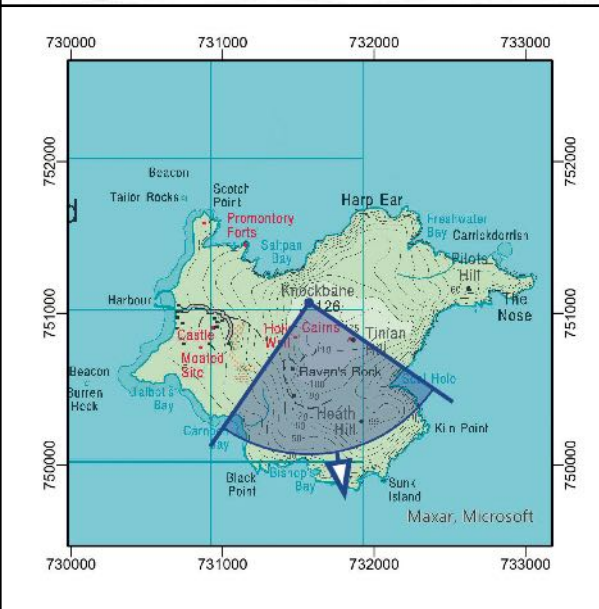 730000 731000 732000 733000
752000 752000
Beacon
Tailor Rocks
Scotch
Point
Harp Ear
d
Promontory
Forts
Freshwater
Bay
Carrickdorrish
Saltpan
Bay
Pilots
Hill
60
Knockbane
126
Harbour
The
Nose
751000 751000
Castle
Moated
Site
Holy
Well
Cairns
Tinian
Hill
Raven's Rock
Seal Hole
Beacon
Burren
Rock
Talbot's
Bay
Heath
Hill
Kiln Point
Bay
750000 750000
Black
Point
Bishop's
Bay
Sunk
Island
Maxar, Microsoft
730000 731000 732000 733000